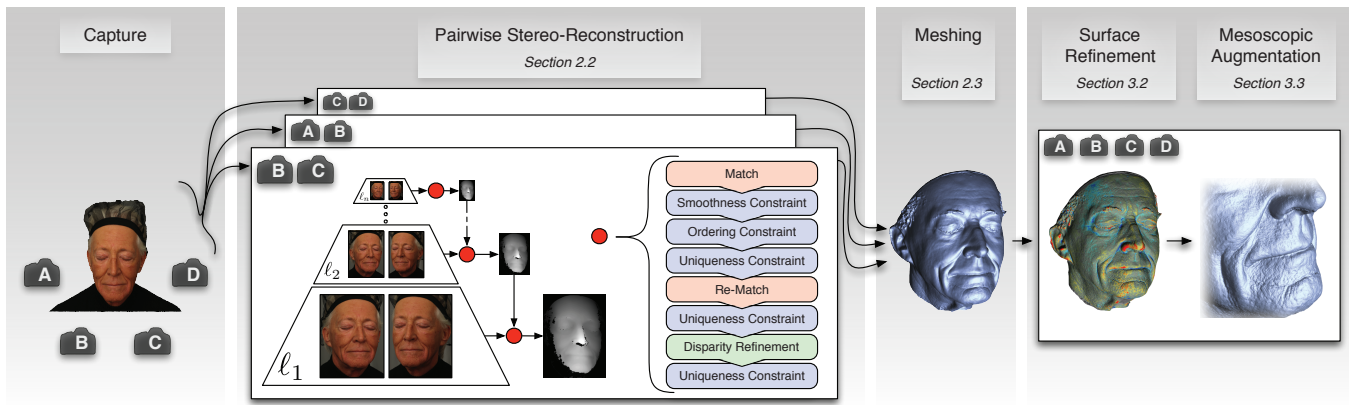 Capture
A
D
B
C
Pairwise Stereo-Reconstruction
Section 2.2
C D
A B
B C
ℓn
ℓ2
ℓ1
Match
Smoothness Constraint
Ordering Constraint
Uniqueness Constraint
Re-Match
Uniqueness Constraint
Disparity Refinement
Uniqueness Constraint
Meshing
Section 2.3
Surface
Refinement
Section 3.2
Mesoscopic
Augmentation
Section 3.3
A B C D